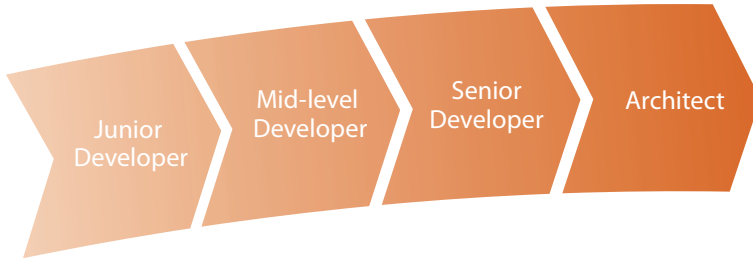 Junior
Developer
Mid-level
Developer
Senior
Developer
Architect